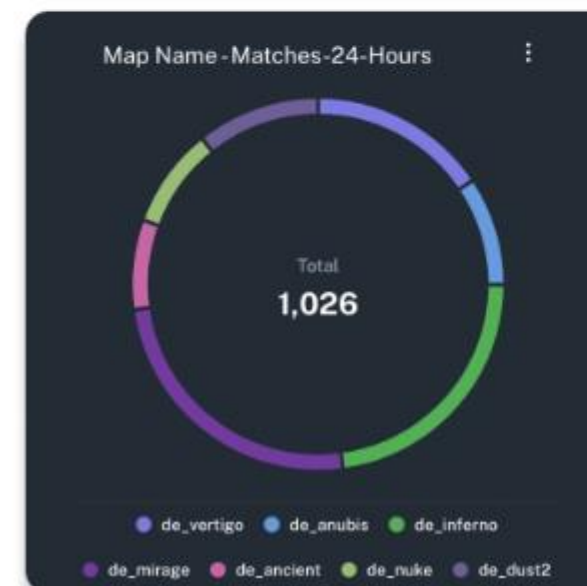 Map Name-Matches-24-Hours
Total
1,026
de_vertigo de_anubis de_inferno
de_mirage de_ancient de_nuke de_dust2